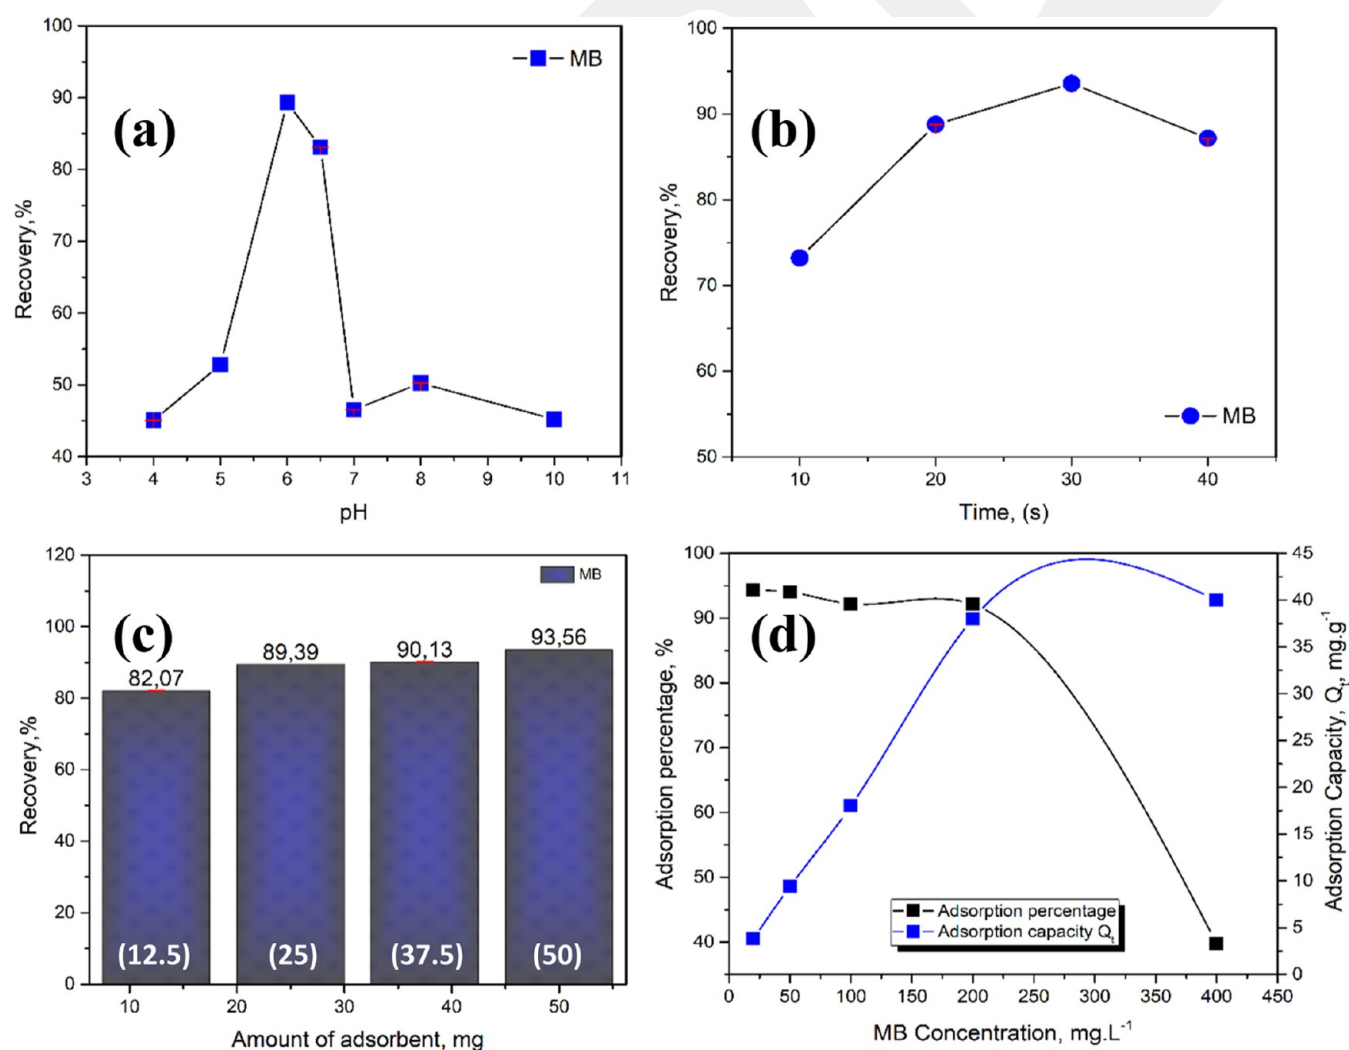 100
90
80
70
60
50
40
3 4 5 6 7 8 9 10 11
Recovery,%
pH
(a)
MB
100
90
80
70
60
50
10 20 30 40
Recovery,%
Time, (s)
(b)
MB
120
100
80
60
40
20
0
10 20 30 40 50
Recovery,%
Amount of adsorbent, mg
(c)
MB
82,07 89,39 90,13 93,56
(12.5) (25) (37.5) (50)
100
90
80
70
60
50
40
0 50 100 150 200 250 300 350 400 450
45
40
35
30
25
20
15
10
5
0
Adsorption percentage, %
Adsorption Capacity, Qt, mg.g-1
MB Concentration, mg.L-1
(d)
Adsorption percentage
Adsorption capacity Qt